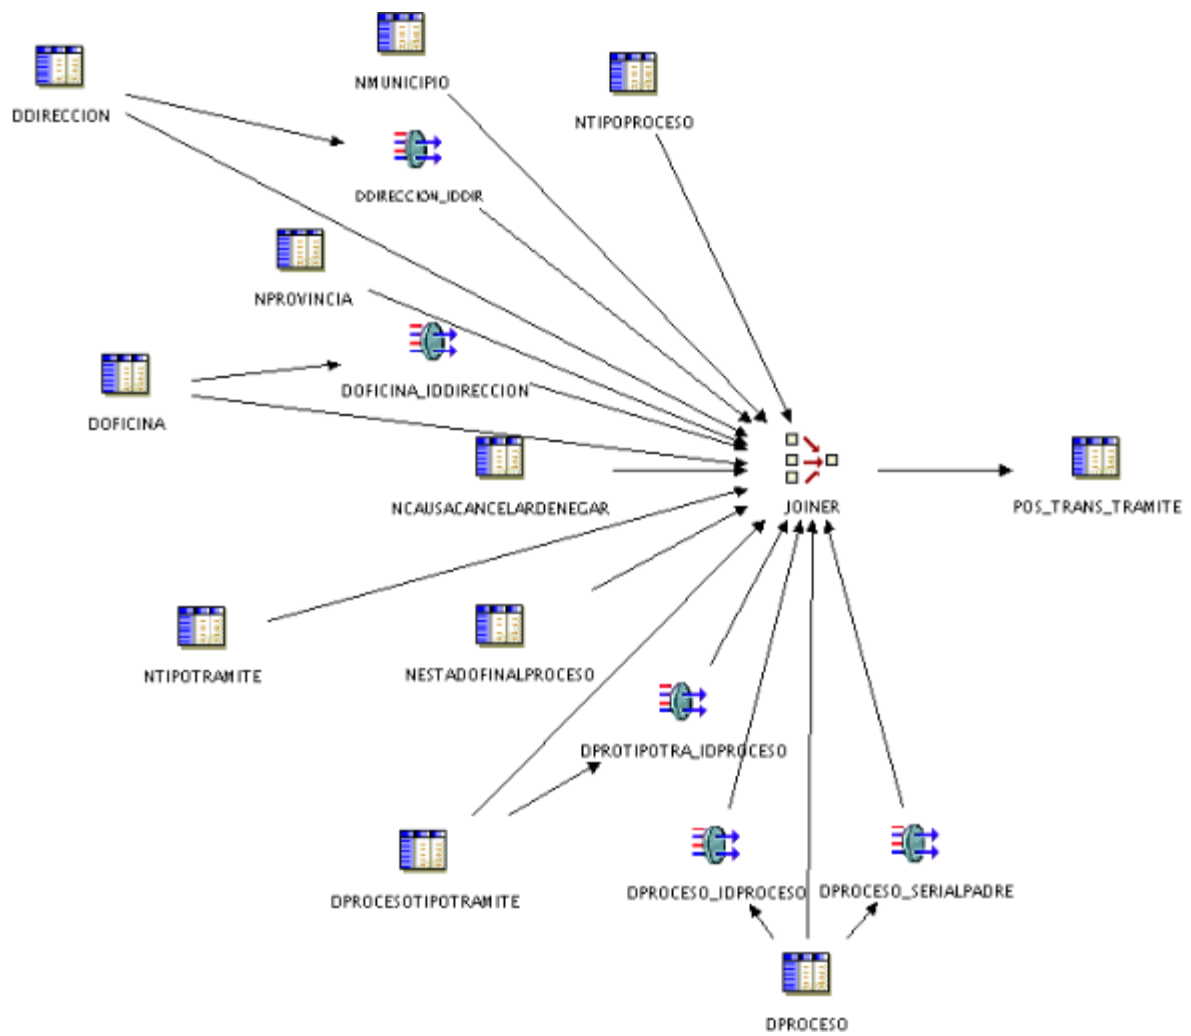 NMUNICIPIO
DDIRECCION
NTIPOPROCESO
DDIRECCION_IDDIR
NPROVINCIA
DOFICINA_IDDIRECCION
DOFICINA
NCAUSACANCELARDENEGAR
JOINER
POS_TRANS_TRAMITE
NTIPOTRAMITE
NESTADOFINALPROCESO
DPROTIPOTRA_IDPROCESO
DPROCESOTIPOTRAMITE
DPROCESO_IDPROCESO
DPROCESO_SERIALPADRE
DPROCESO